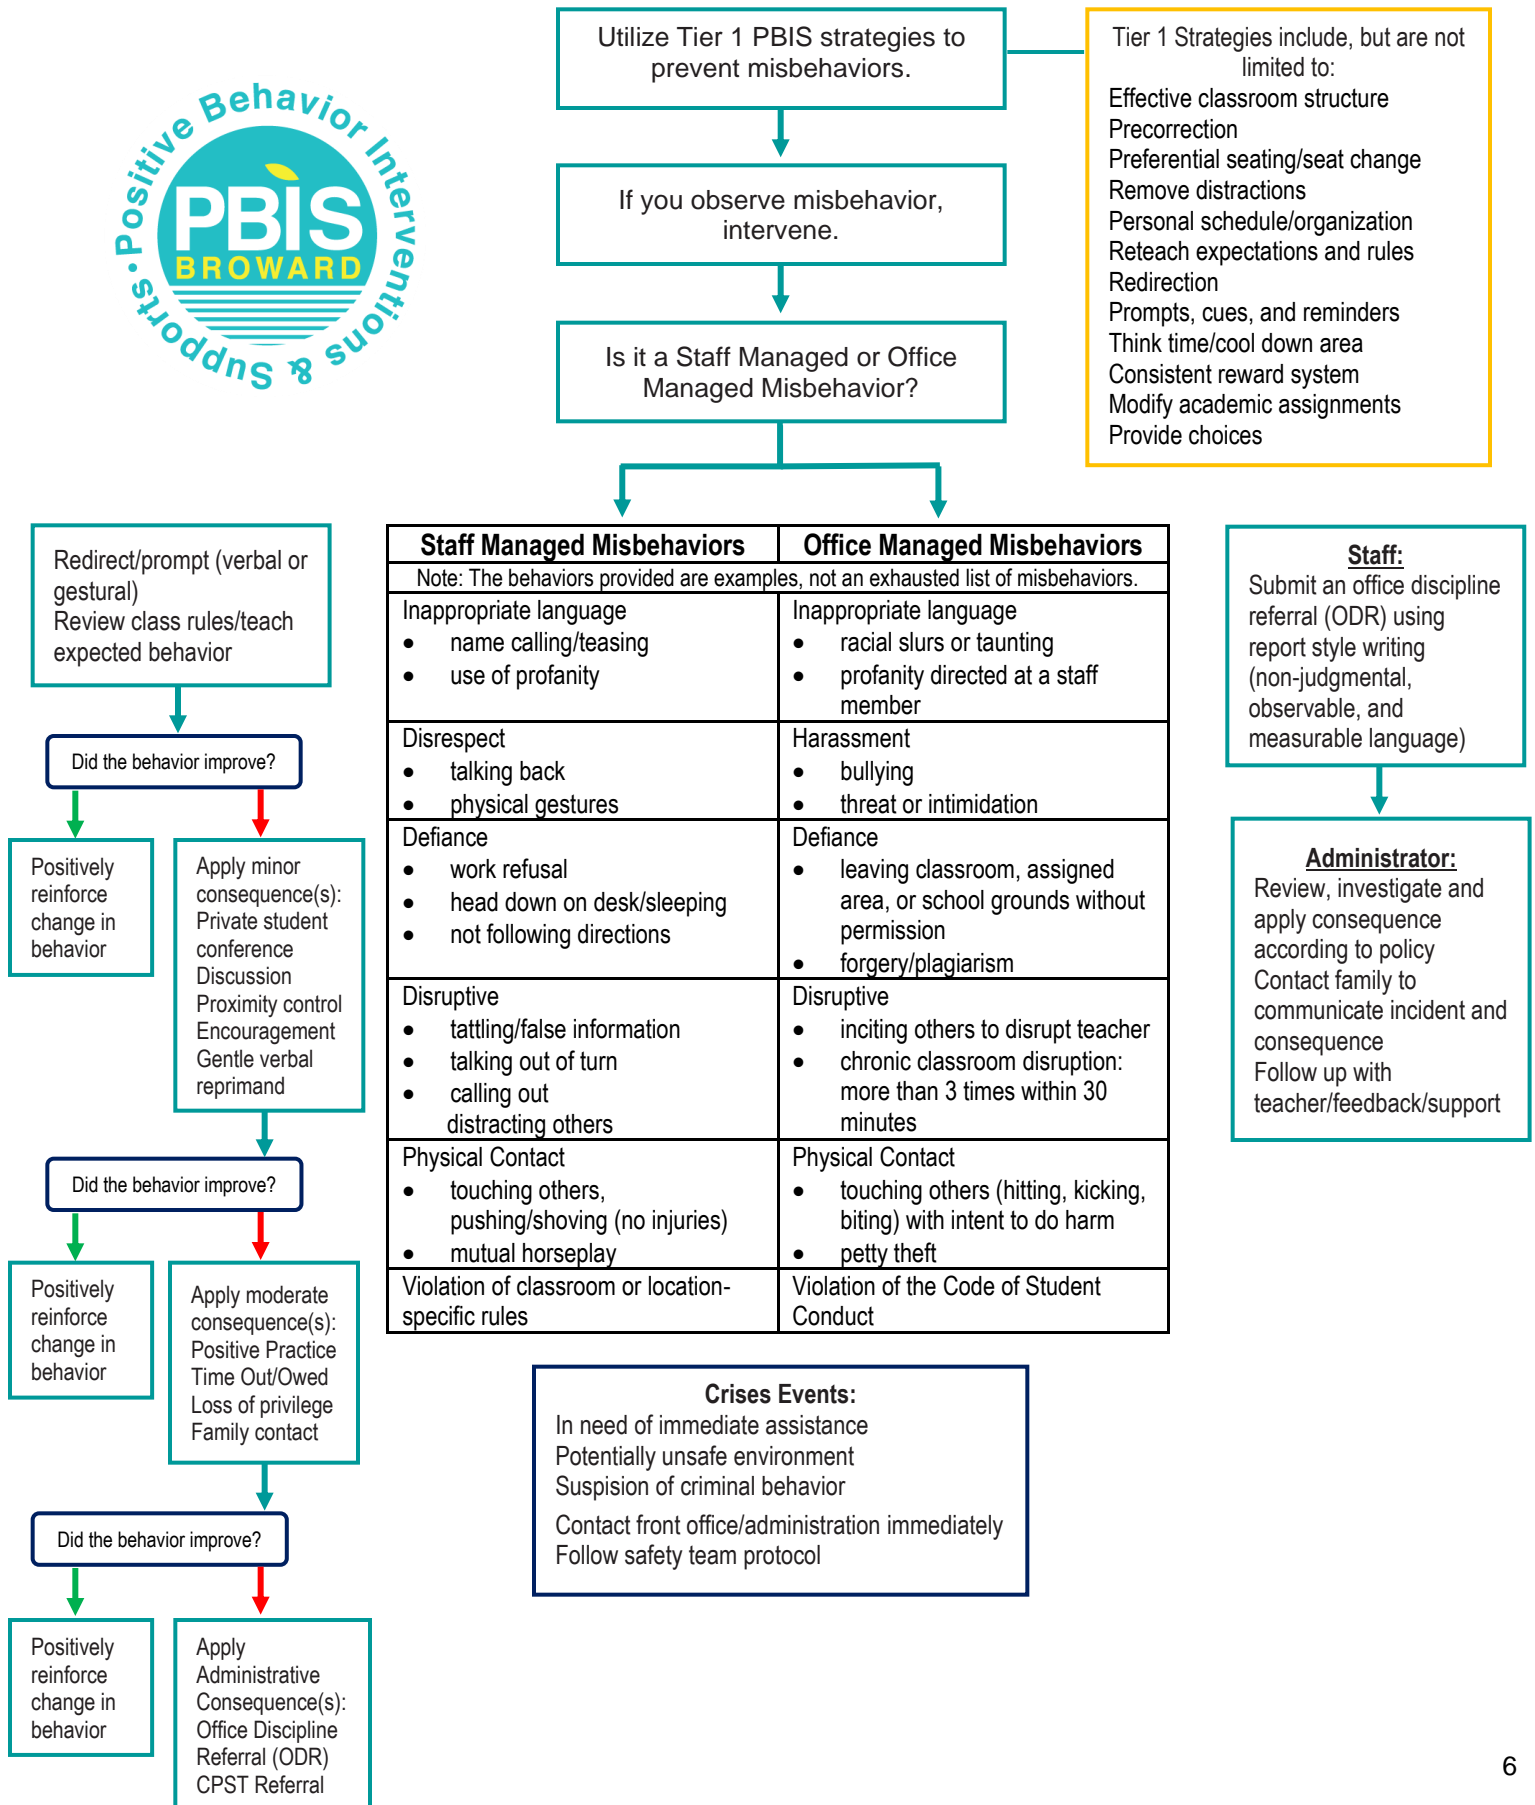 Utilize Tier 1 PBIS strategies to
prevent misbehaviors.
Tier 1 Strategies include, but are not
limited to:
Effective classroom structure
Precorrection
Preferential seating/seat change
Remove distractions
Personal schedule/organization
Reteach expectations and rules
Redirection
Prompts, cues, and reminders
Think time/cool down area
Consistent reward system
Modify academic assignments
Provide choices
Positive Behavior Interventions & Supports •
PBIS
BROWARD
If you observe misbehavior,
intervene.
Is it a Staff Managed or Office
Managed Misbehavior?
Redirect/prompt (verbal or
gestural)
Review class rules/teach
expected behavior
Did the behavior improve?
Positively
reinforce
change in
behavior
Apply minor
consequence(s):
Private student
conference
Discussion
Proximity control
Encouragement
Gentle verbal
reprimand
Did the behavior improve?
Positively
reinforce
change in
behavior
Apply moderate
consequence(s):
Positive Practice
Time Out/Owed
Loss of privilege
Family contact
Did the behavior improve?
Positively
reinforce
change in
behavior
Apply
Administrative
Consequence(s):
Office Discipline
Referral (ODR)
CPST Referral
Staff Managed Misbehaviors
Office Managed Misbehaviors
Note: The behaviors provided are examples, not an exhausted list of misbehaviors.
Inappropriate language
• name calling/teasing
• use of profanity
Inappropriate language
• racial slurs or taunting
• profanity directed at a staff
member
Disrespect
• talking back
• physical gestures
Harassment
• bullying
• threat or intimidation
Defiance
• work refusal
• head down on desk/sleeping
• not following directions
Defiance
• leaving classroom, assigned
area, or school grounds without
permission
• forgery/plagiarism
Disruptive
• tattling/false information
• talking out of turn
• calling out
distracting others
Disruptive
• inciting others to disrupt teacher
• chronic classroom disruption:
more than 3 times within 30
minutes
Physical Contact
• touching others,
pushing/shoving (no injuries)
• mutual horseplay
Physical Contact
• touching others (hitting, kicking,
biting) with intent to do harm
• petty theft
Violation of classroom or location-
specific rules
Violation of the Code of Student
Conduct
Staff:
Submit an office discipline
referral (ODR) using
report style writing
(non-judgmental,
observable, and
measurable language)
Administrator:
Review, investigate and
apply consequence
according to policy
Contact family to
communicate incident and
consequence
Follow up with
teacher/feedback/support
Crises Events:
In need of immediate assistance
Potentially unsafe environment
Suspision of criminal behavior
Contact front office/administration immediately
Follow safety team protocol
6